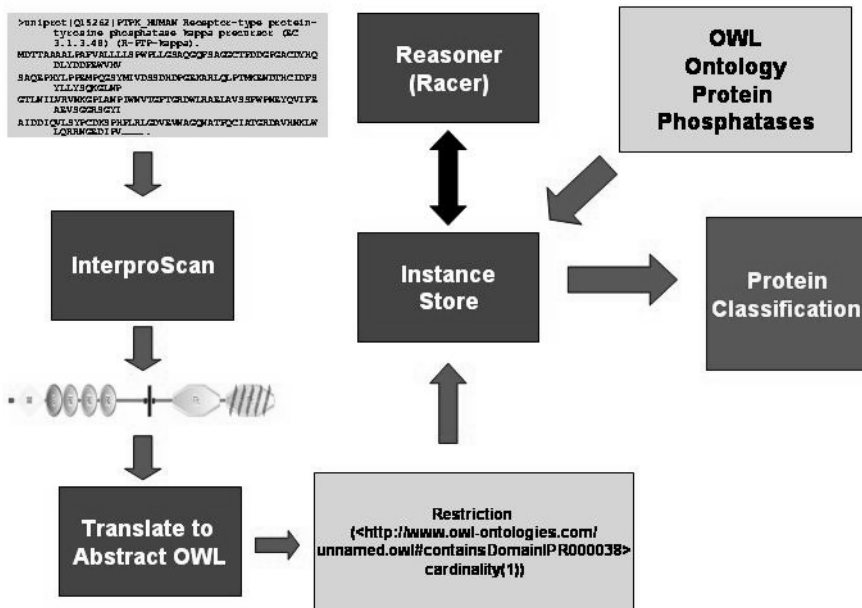 >uniprot|Q15262|PTPK_HUMAN Receptor-type protein-
tyrosine phosphatase kappa precursor (EC
3.1.3.48) (R-PTP-kappa).
Reasoner
(Racer)
OWL
Ontology
Protein
Phosphatases
InterproScan
Instance
Store
Protein
Classification
Translate to
Abstract OWL
Restriction
(<http://www.owl-ontologies.com/
unnamed.owl#containsDomainIPR000038>
cardinality(1))